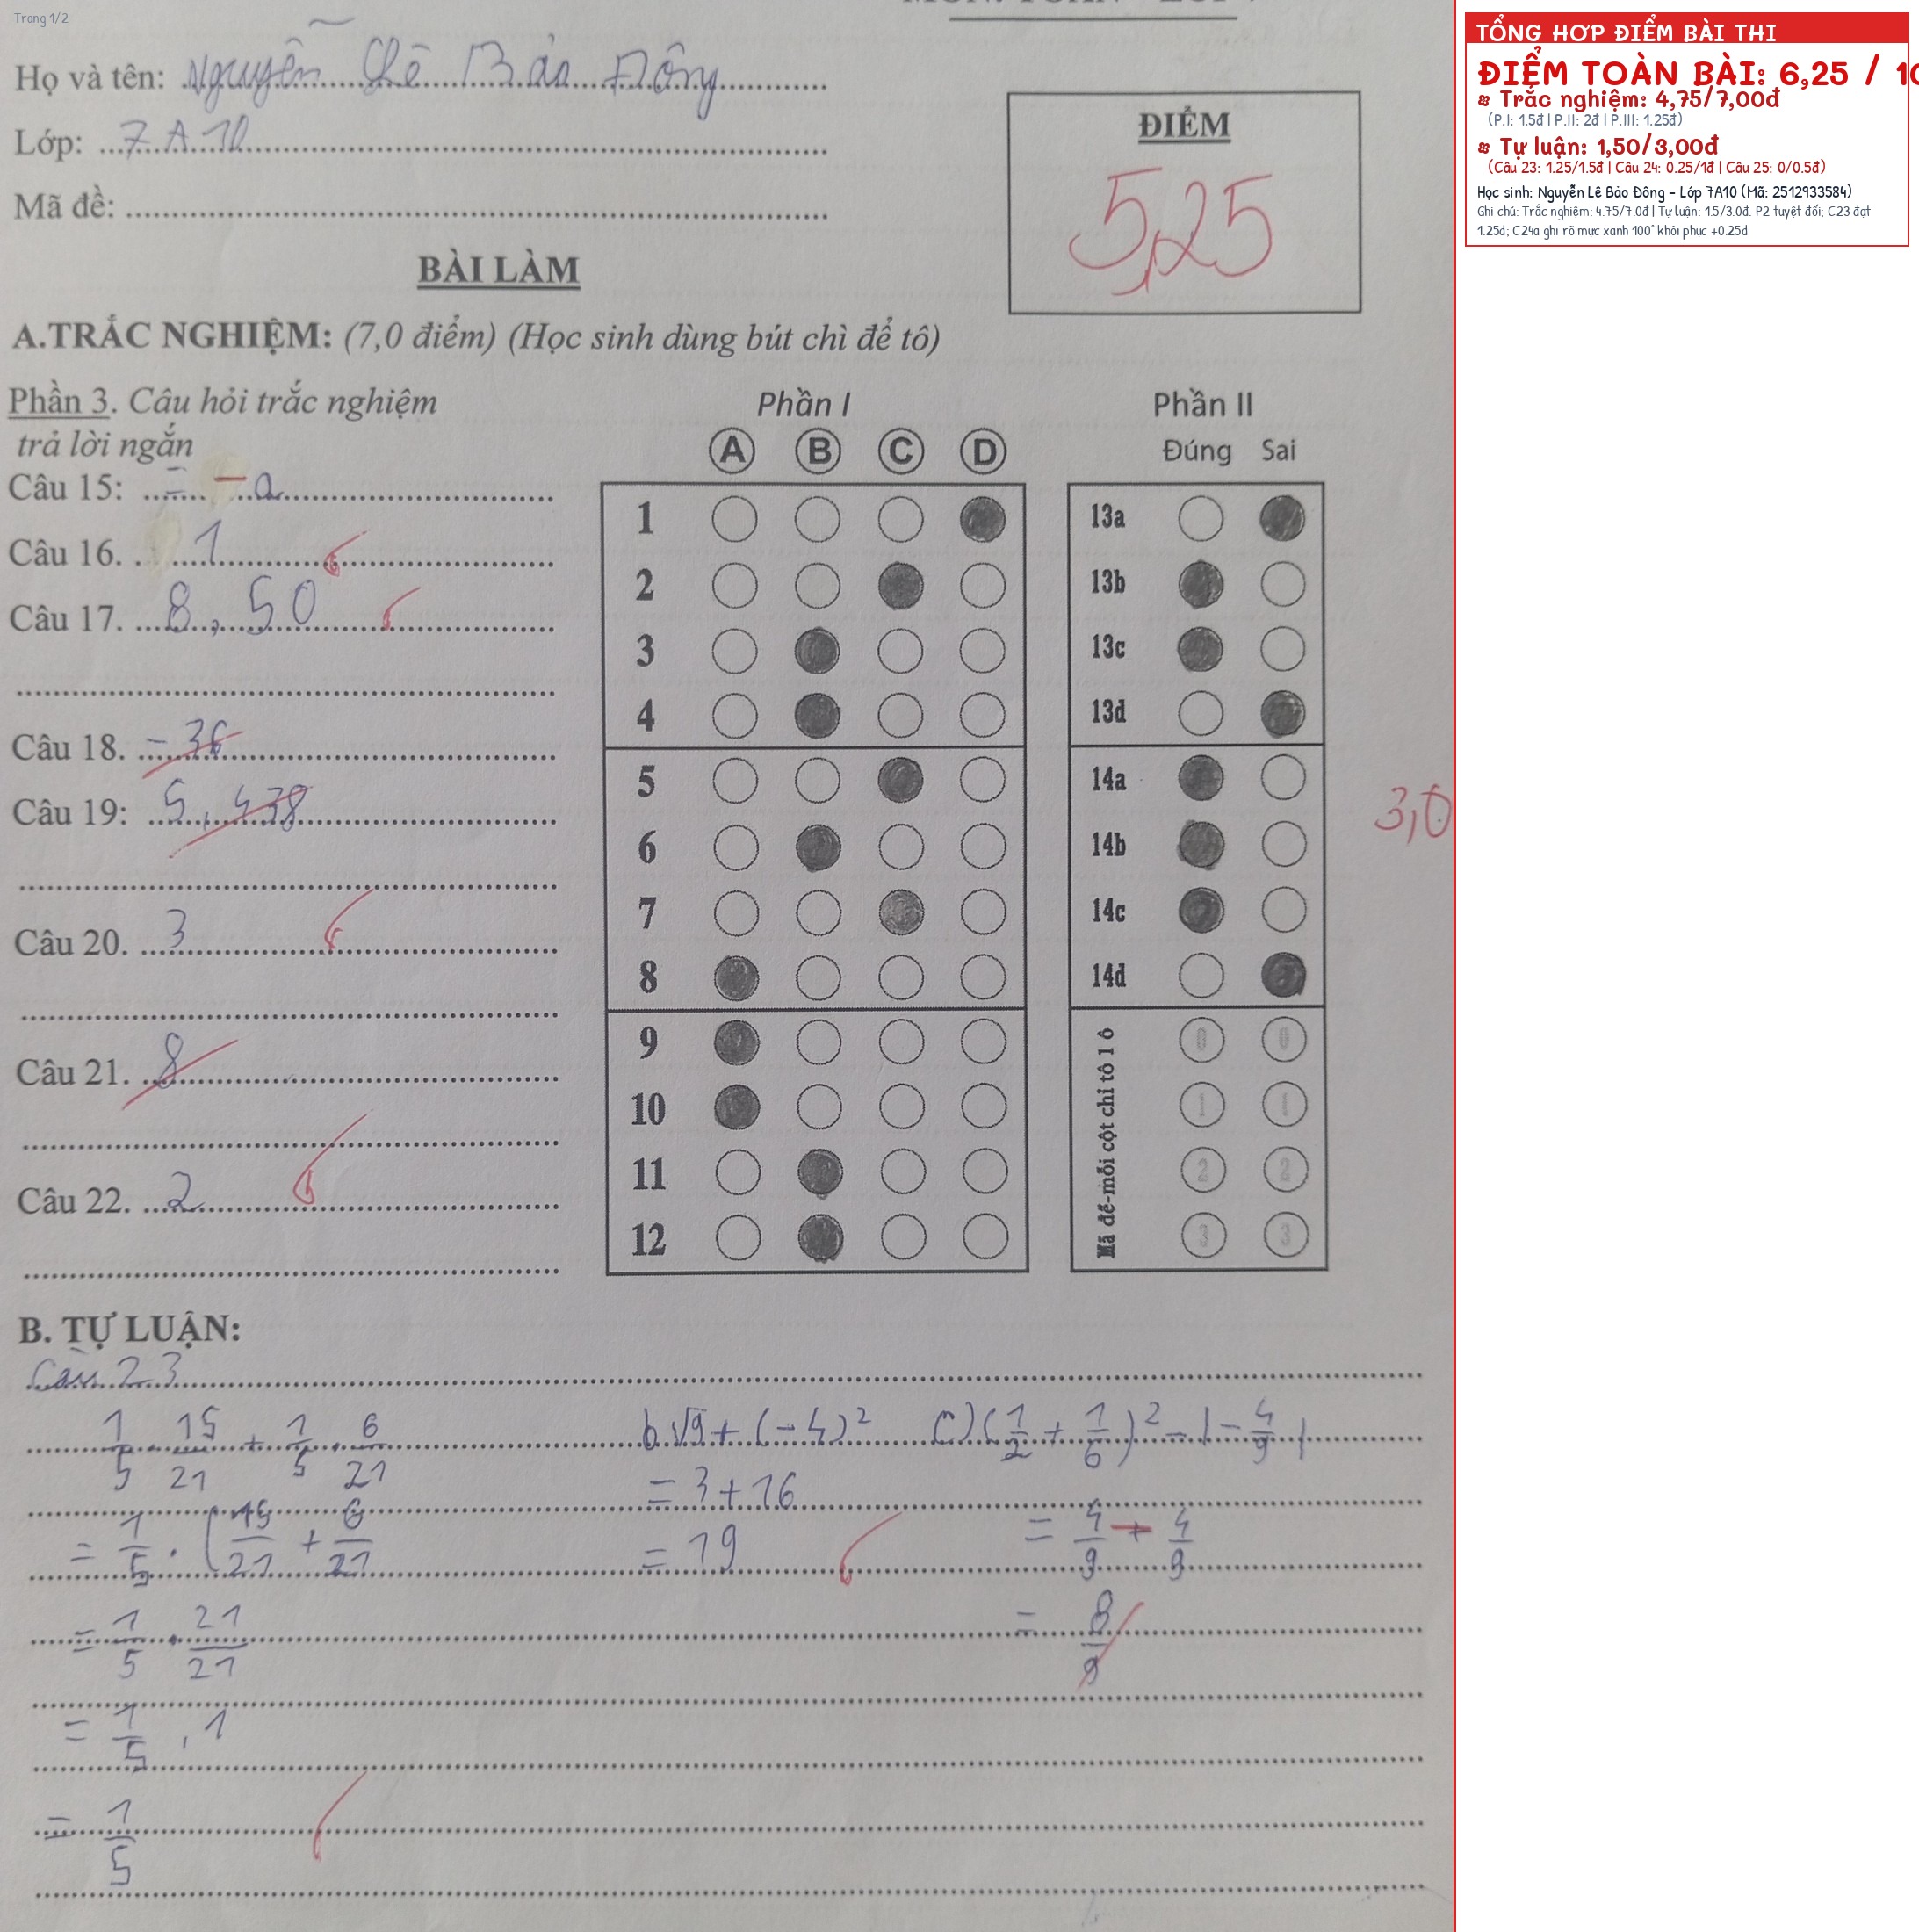 Trang 1/2
Họ và tên: Nguyễn Lê Bảo Đông
Lớp: 7A10
Mã đề:
ĐIỂM
5,25
BÀI LÀM
A.TRẮC NGHIỆM: (7,0 điểm) (Học sinh dùng bút chì để tô)
Phần 3. Câu hỏi trắc nghiệm
trả lời ngắn
Câu 15: = -a
Câu 16. 1
Câu 17. 8,50
Câu 18. -36
Câu 19: 5,438
Câu 20. 3
Câu 21. 8
Câu 22. 2
Phần I
A B C D
1
2
3
4
5
6
7
8
9
10
11
12
Phần II
Đúng Sai
13a
13b
13c
13d
14a
14b
14c
14d
Mã đề-mỗi cột chỉ tô 1 ô
0 0
1 1
2 2
3 3
3,0
B. TỰ LUẬN:
Câu 23
1/5 . 15/21 + 1/5 . 6/21
= 1/5 . (15/21 + 6/21
= 1/5 . 21/21
= 1/5 . 1
= 1/5
b √9 + (-4)²
= 3 + 16
= 19
C) (1/2 + 1/6)² - |-4/9|
= 4/9 + 4/9
= 8/9
TỔNG HỢP ĐIỂM BÀI THI
ĐIỂM TOÀN BÀI: 6,25 / 10
Trắc nghiệm: 4,75/7,00đ
(P.I: 1.5đ | P.II: 2đ | P.III: 1.25đ)
Tự luận: 1,50/3,00đ
(Câu 23: 1.25/1.5đ | Câu 24: 0.25/1đ | Câu 25: 0/0.5đ)
Học sinh: Nguyễn Lê Bảo Đông - Lớp 7A10 (Mã: 2512933584)
Ghi chú: Trắc nghiệm: 4.75/7.0đ | Tự luận: 1.5/3.0đ. P2 tuyệt đối; C23 đạt
1.25đ; C24a ghi rõ mực xanh 100° khôi phục +0.25đ